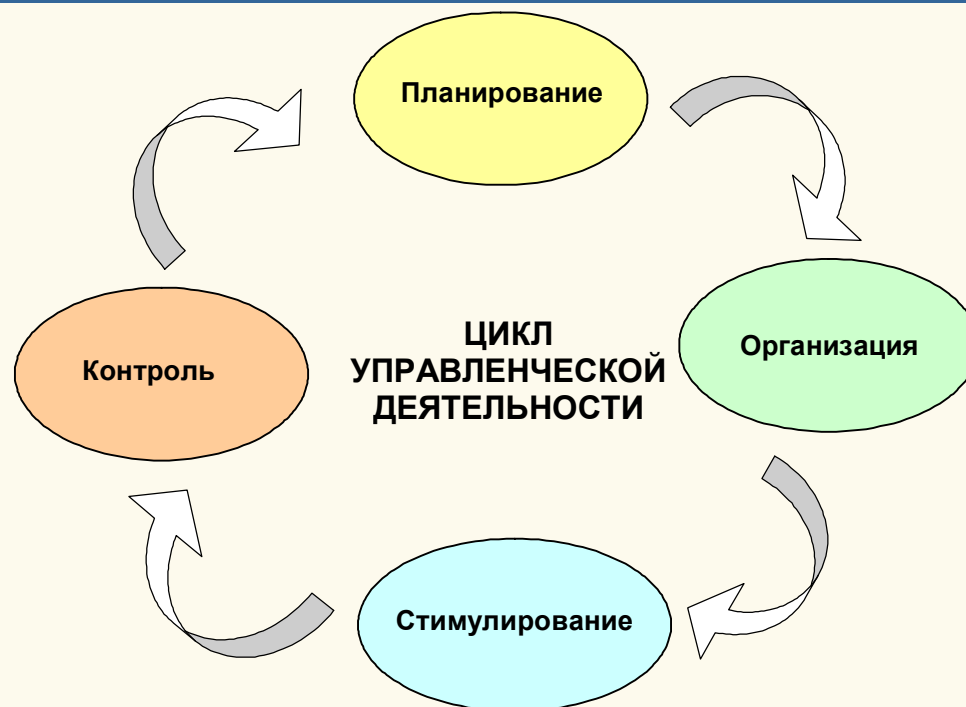 Планирование
Организация
ЦИКЛ
УПРАВЛЕНЧЕСКОЙ
ДЕЯТЕЛЬНОСТИ
Контроль
Стимулирование